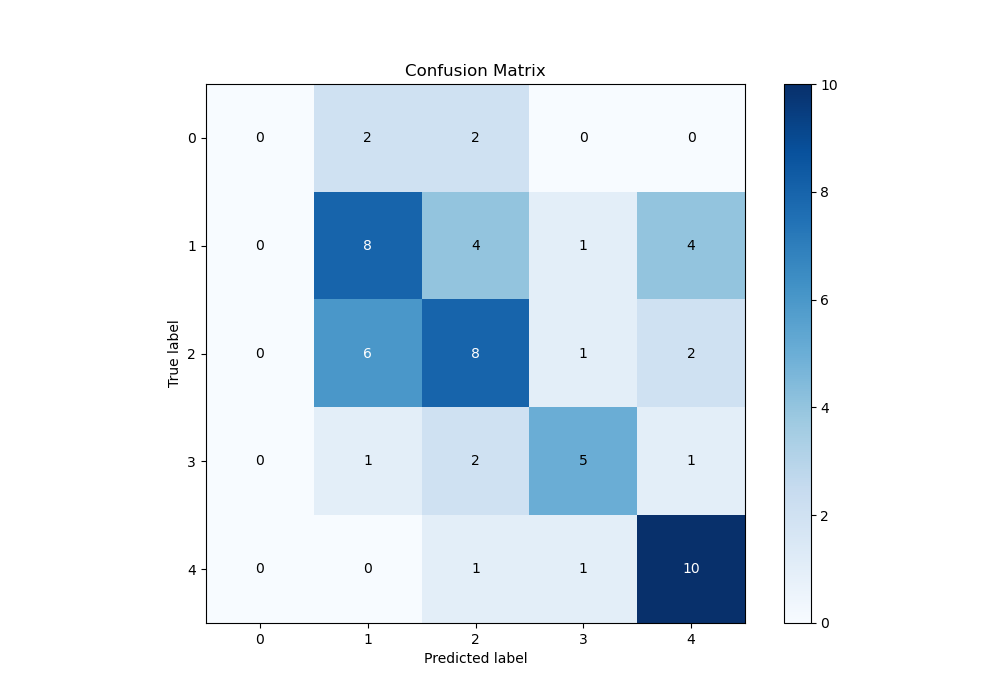 Confusion Matrix
0 0 2 2 0 0
1 0 8 4 1 4
2 0 6 8 1 2
3 0 1 2 5 1
4 0 0 1 1 10
0 1 2 3 4
Predicted label
True label
10
8
6
4
2
0